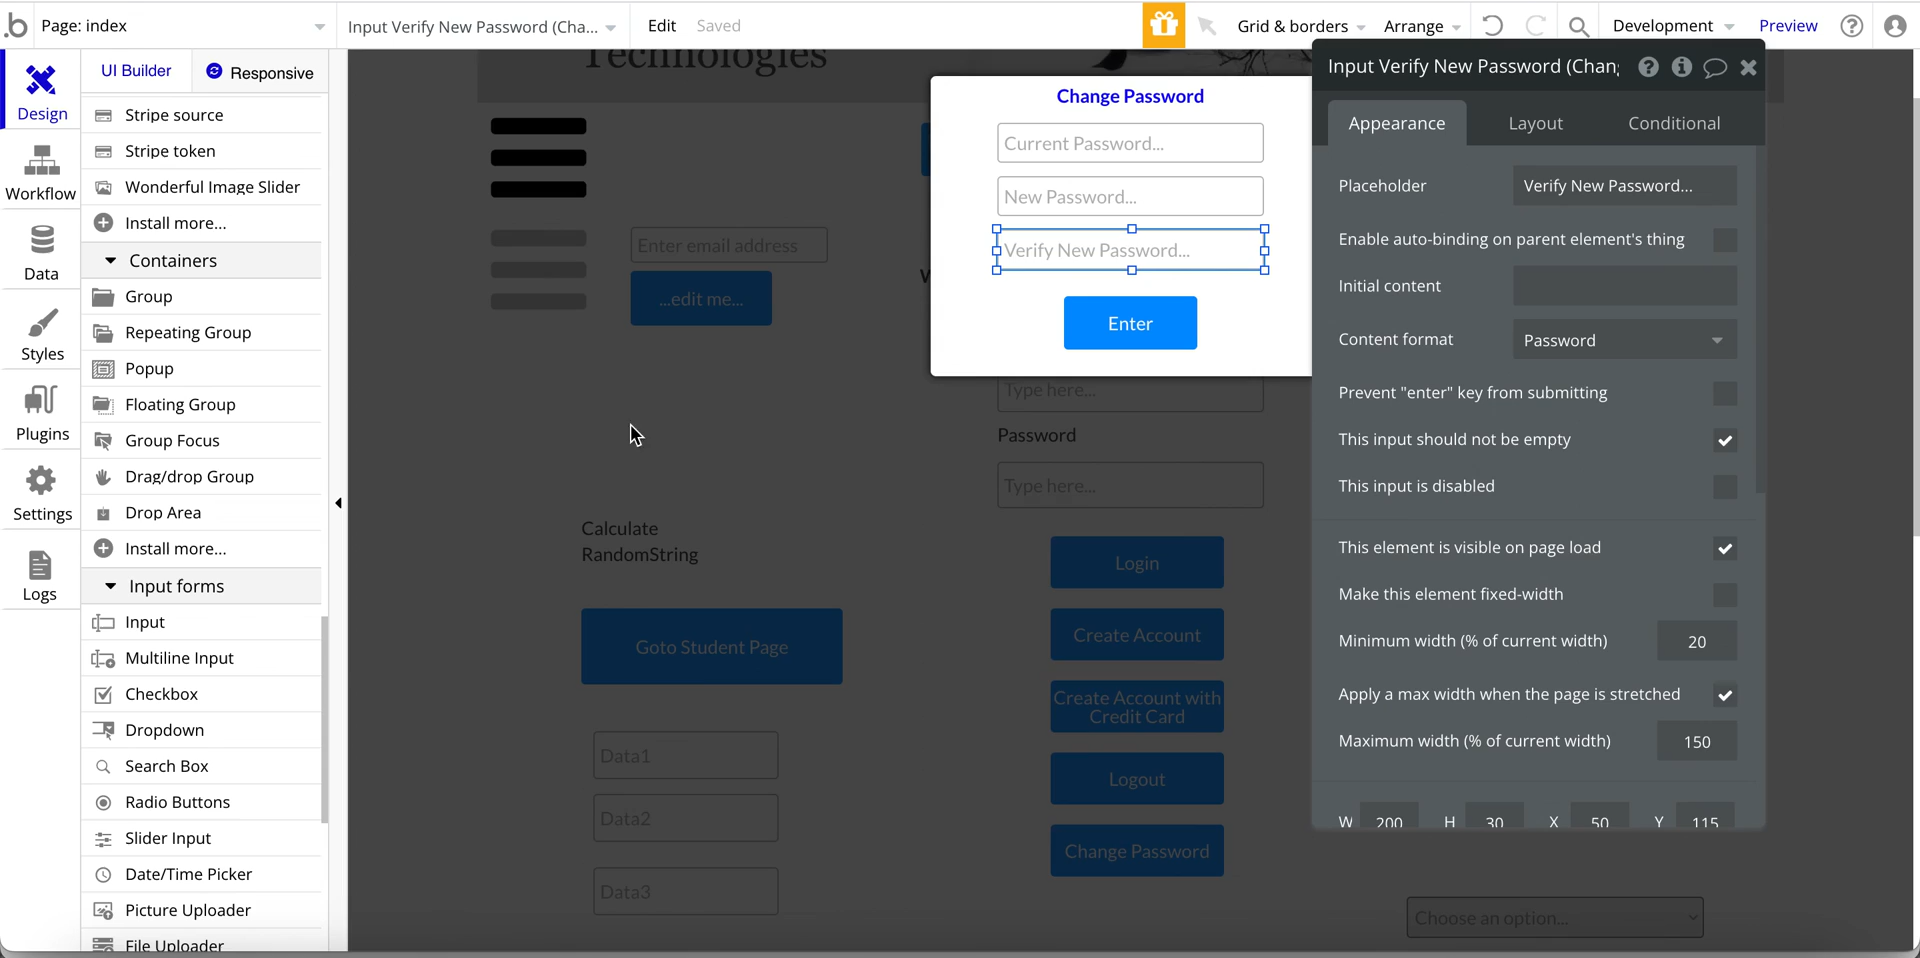 .b Page: index
Input Verify New Password (Cha...
Edit
Saved
Grid & borders
Arrange
Development
Preview
Design
Workflow
Data
Styles
Plugins
Settings
Logs
UI Builder
Responsive
Stripe source
Stripe token
Wonderful Image Slider
Install more...
Containers
Group
Repeating Group
Popup
Floating Group
Group Focus
Drag/drop Group
Drop Area
Install more...
Input forms
Input
Multiline Input
Checkbox
Dropdown
Search Box
Radio Buttons
Slider Input
Date/Time Picker
Picture Uploader
File Uploader
Technologies
Enter email address
...edit me...
Calculate
RandomString
Goto Student Page
Data1
Data2
Data3
Change Password
Current Password...
New Password...
Verify New Password...
Enter
Type here...
Password
Type here...
Login
Create Account
Create Account with
Credit Card
Logout
Change Password
Choose an option...
Input Verify New Password (Chan
Appearance
Layout
Conditional
Placeholder
Verify New Password...
Enable auto-binding on parent element's thing
Initial content
Content format
Password
Prevent "enter" key from submitting
This input should not be empty
This input is disabled
This element is visible on page load
Make this element fixed-width
Minimum width (% of current width)
20
Apply a max width when the page is stretched
Maximum width (% of current width)
150
W 200 H 30 X 50 Y 115